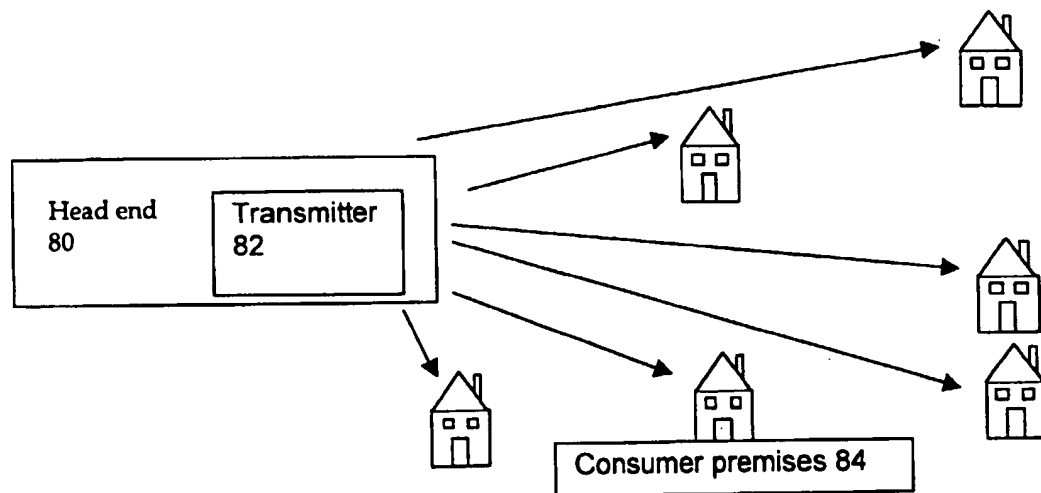 Head end
80
Transmitter
82
Consumer premises 84